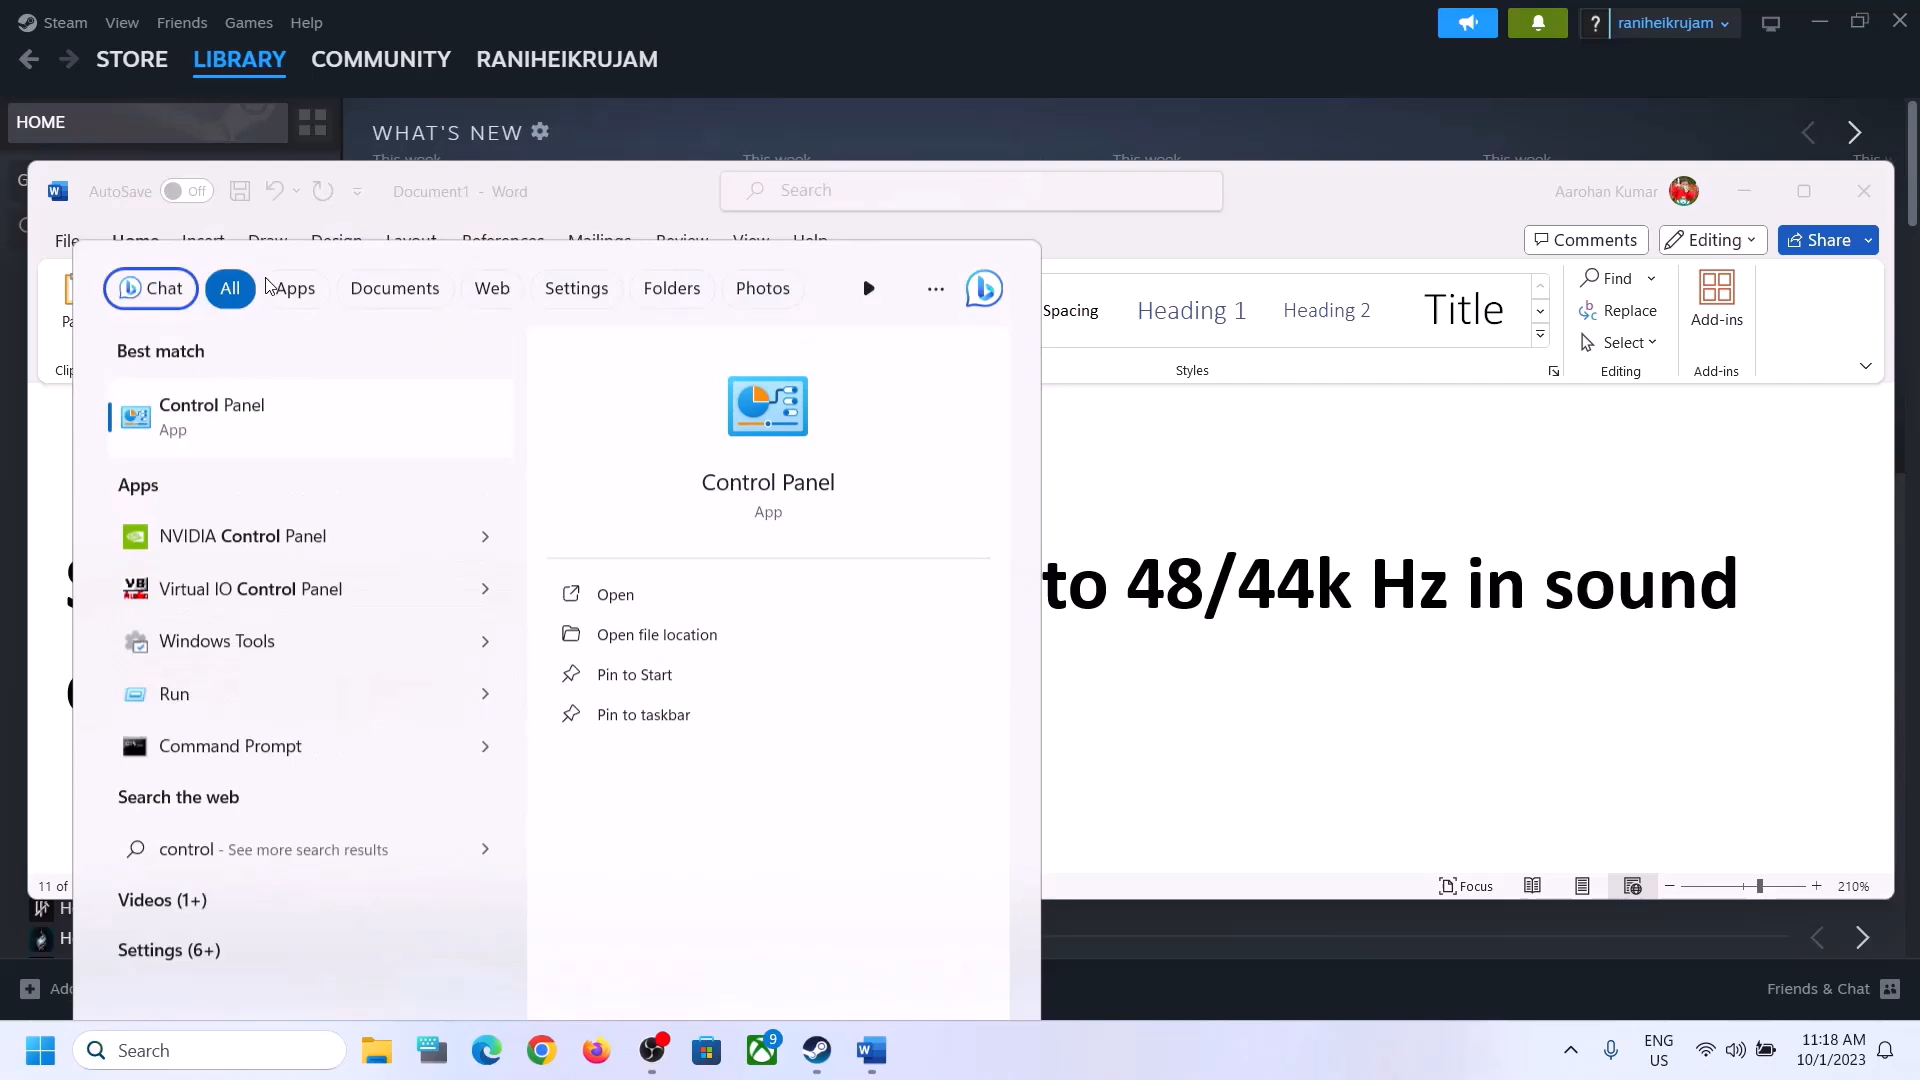 Steam View Friends Games Help
? raniheikrujam
STORE LIBRARY COMMUNITY RANIHEIKRUJAM
HOME
WHAT'S NEW
AutoSave Off
Document1 - Word
Search
Aarohan Kumar
File
Comments
Editing
Share
Chat
All
Apps
Documents
Web
Settings
Folders
Photos
Spacing
Heading 1
Heading 2
Title
Find
Replace
Select
Add-ins
Styles
Editing
Add-ins
Best match
Control Panel
App
Apps
NVIDIA Control Panel
Virtual IO Control Panel
Windows Tools
Run
Command Prompt
Search the web
control - See more search results
Videos (1+)
Settings (6+)
Control Panel
App
Open
Open file location
Pin to Start
Pin to taskbar
to 48/44k Hz in sound
11 of
Focus
210%
Friends & Chat
Search
9
ENG
US
11:18 AM
10/1/2023